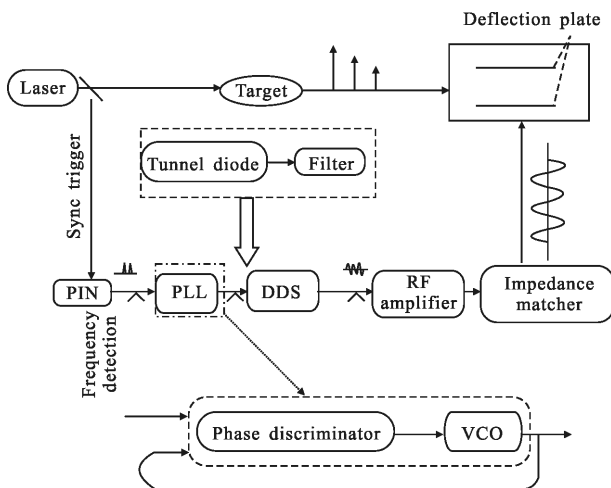 Deflection plate
Laser
Target
Sync trigger
Tunnel diode
Filter
PIN
PLL
DDS
RF
amplifier
Impedance
matcher
Frequency
detection
Phase discriminator
VCO